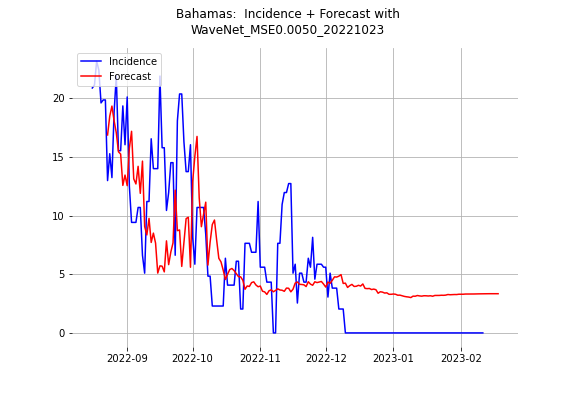 Bahamas:  Incidence + Forecast with
WaveNet_MSE0.0050_20221023
Incidence
Forecast
20
15
10
5
0
2022-09 2022-10 2022-11 2022-12 2023-01 2023-02